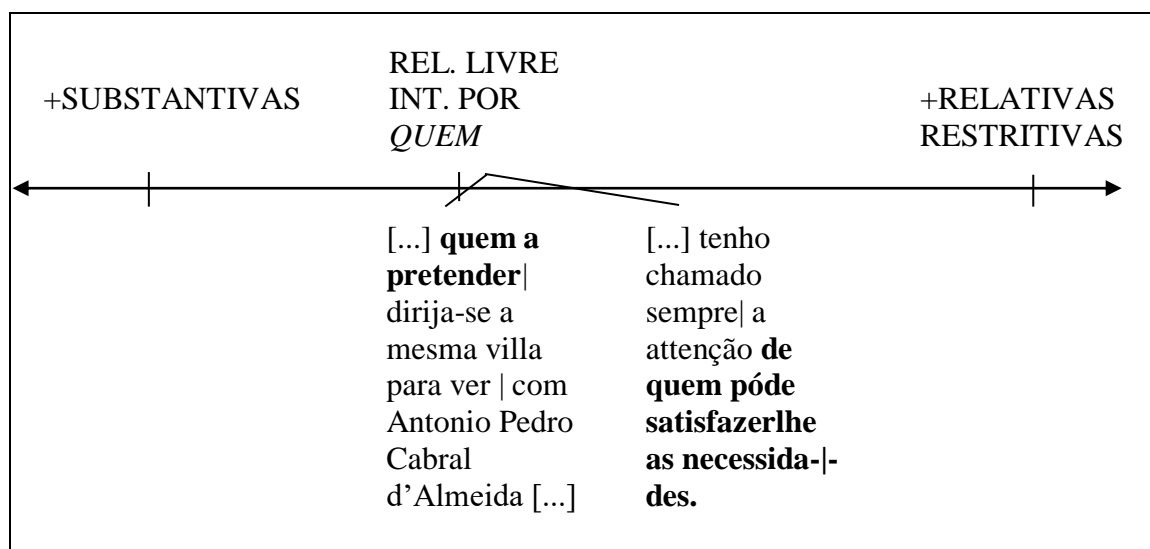 +SUBSTANTIVAS
REL. LIVRE
INT. POR
QUEM
+RELATIVAS
RESTRITIVAS
[...] quem a
pretender|
dirija-se a
mesma villa
para ver | com
Antonio Pedro
Cabral
d’Almeida [...]
[...] tenho
chamado
sempre| a
attenção de
quem póde
satisfazerlhe
as necessida-|-
des.